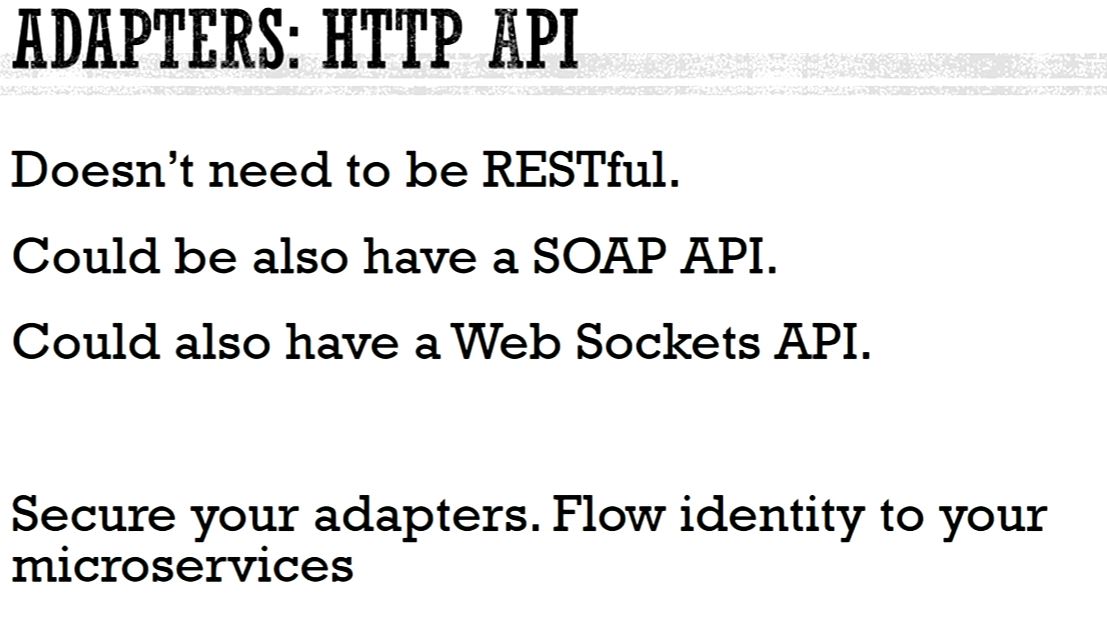 ADAPTERS: HTTP API
Doesn’t need to be RESTful.
Could be also have a SOAP API.
Could also have a Web Sockets API.
Secure your adapters. Flow identity to your
microservices